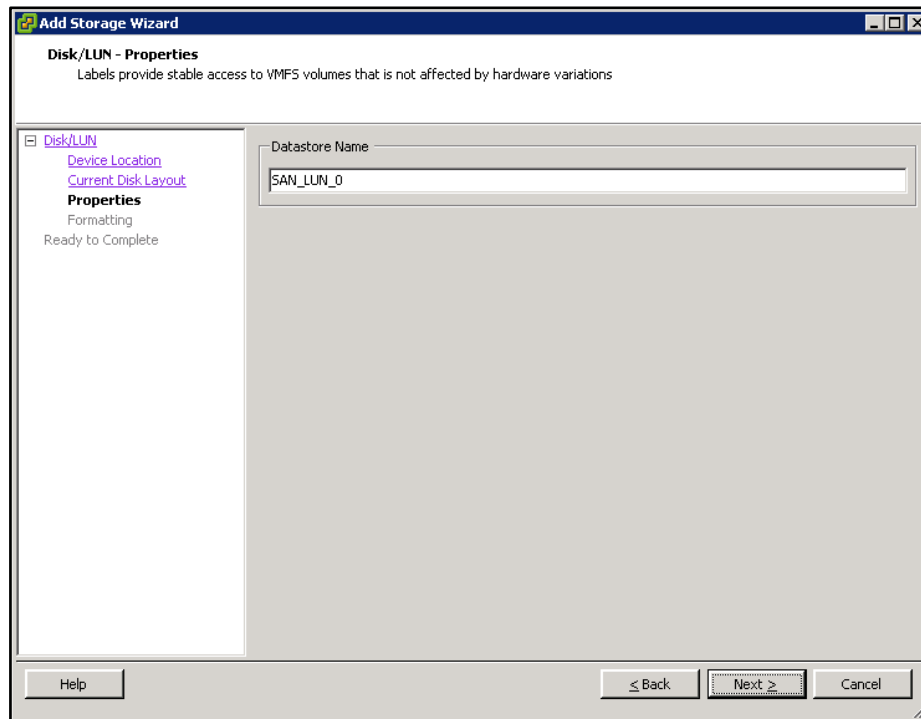 Add Storage Wizard
Disk/LUN - Properties
Labels provide stable access to VMFS volumes that is not affected by hardware variations
Disk/LUN
Device Location
Current Disk Layout
Properties
Formatting
Ready to Complete
Datastore Name
SAN_LUN_0
Help
< Back
Next >
Cancel